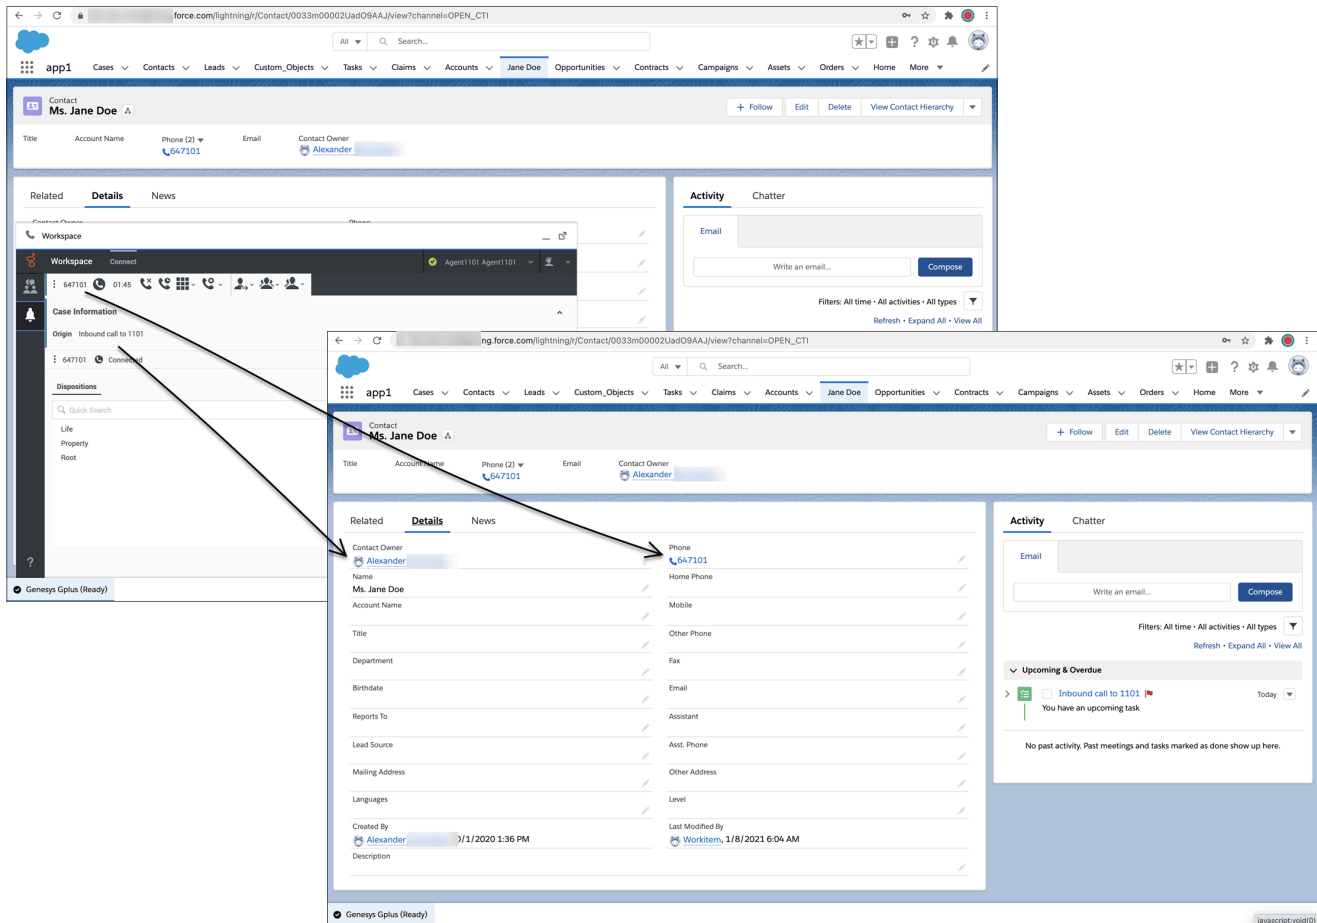 .force.com/lightning/r/Contact/0033m00002UadO9AAJ/view?channel=OPEN_CTI
All Search...
app1 Cases Contacts Leads Custom_Objects Tasks Claims Accounts Jane Doe Opportunities Contracts Campaigns Assets Orders Home More
Contact
Ms. Jane Doe
+ Follow Edit Delete View Contact Hierarchy
Title Account Name Phone (2) Email Contact Owner
647101 Alexander
Related Details News
Activity Chatter
Contact Owner Phone
Email
Write an email... Compose
Filters: All time • All activities • All types
Refresh • Expand All • View All
Workspace
Workspace Connect Agent1101 Agent1101
647101 01:45
Case Information
Origin Inbound call to 1101
647101 Connected
Dispositions
Quick Search
Life
Property
Root
?
Genesys Gplus (Ready)
ng.force.com/lightning/r/Contact/0033m00002UadO9AAJ/view?channel=OPEN_CTI
All Search...
app1 Cases Contacts Leads Custom_Objects Tasks Claims Accounts Jane Doe Opportunities Contracts Campaigns Assets Orders Home More
Contact
Ms. Jane Doe
+ Follow Edit Delete View Contact Hierarchy
Title Account Name Phone (2) Email Contact Owner
647101 Alexander
Related Details News
Contact Owner Phone
Alexander 647101
Name Home Phone
Ms. Jane Doe
Account Name Mobile
Title Other Phone
Department Fax
Birthdate Email
Reports To Assistant
Lead Source Asst. Phone
Mailing Address Other Address
Languages Level
Created By Last Modified By
Alexander 0/1/2020 1:36 PM Workitem, 1/8/2021 6:04 AM
Description
Activity Chatter
Email
Write an email... Compose
Filters: All time • All activities • All types
Refresh • Expand All • View All
Upcoming & Overdue
Inbound call to 1101 Today
You have an upcoming task
No past activity. Past meetings and tasks marked as done show up here.
Genesys Gplus (Ready)
javascript:void(0)